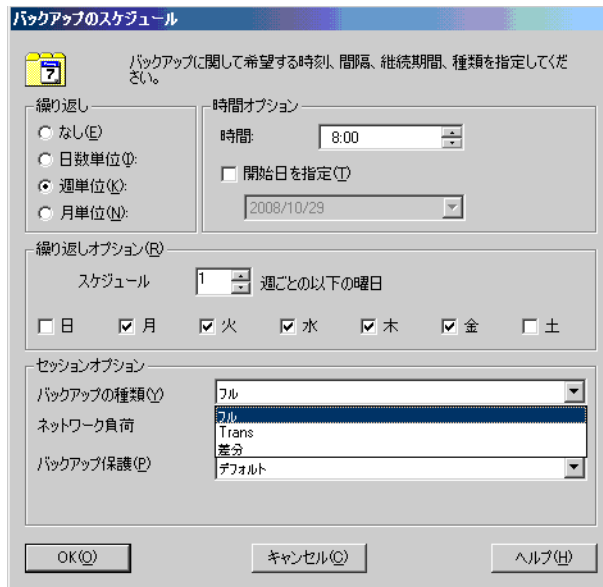 バックアップのスケジュール
7
バックアップに関して希望する時刻、間隔、継続期間、種類を指定してくだ
さい。
繰り返し
なし(E)
日数単位(I):
週単位(K):
月単位(N):
時間オプション
時間:
8:00
開始日を指定(T)
2008/10/29
繰り返しオプション(R)
スケジュール 1 週ごとの以下の曜日
日 月 火 水 木 金 土
セッションオプション
バックアップの種類(Y) フル
ネットワーク負荷
フル
Trans
差分
バックアップ保護(P) デフォルト
OK(O) キャンセル(C) ヘルプ(H)